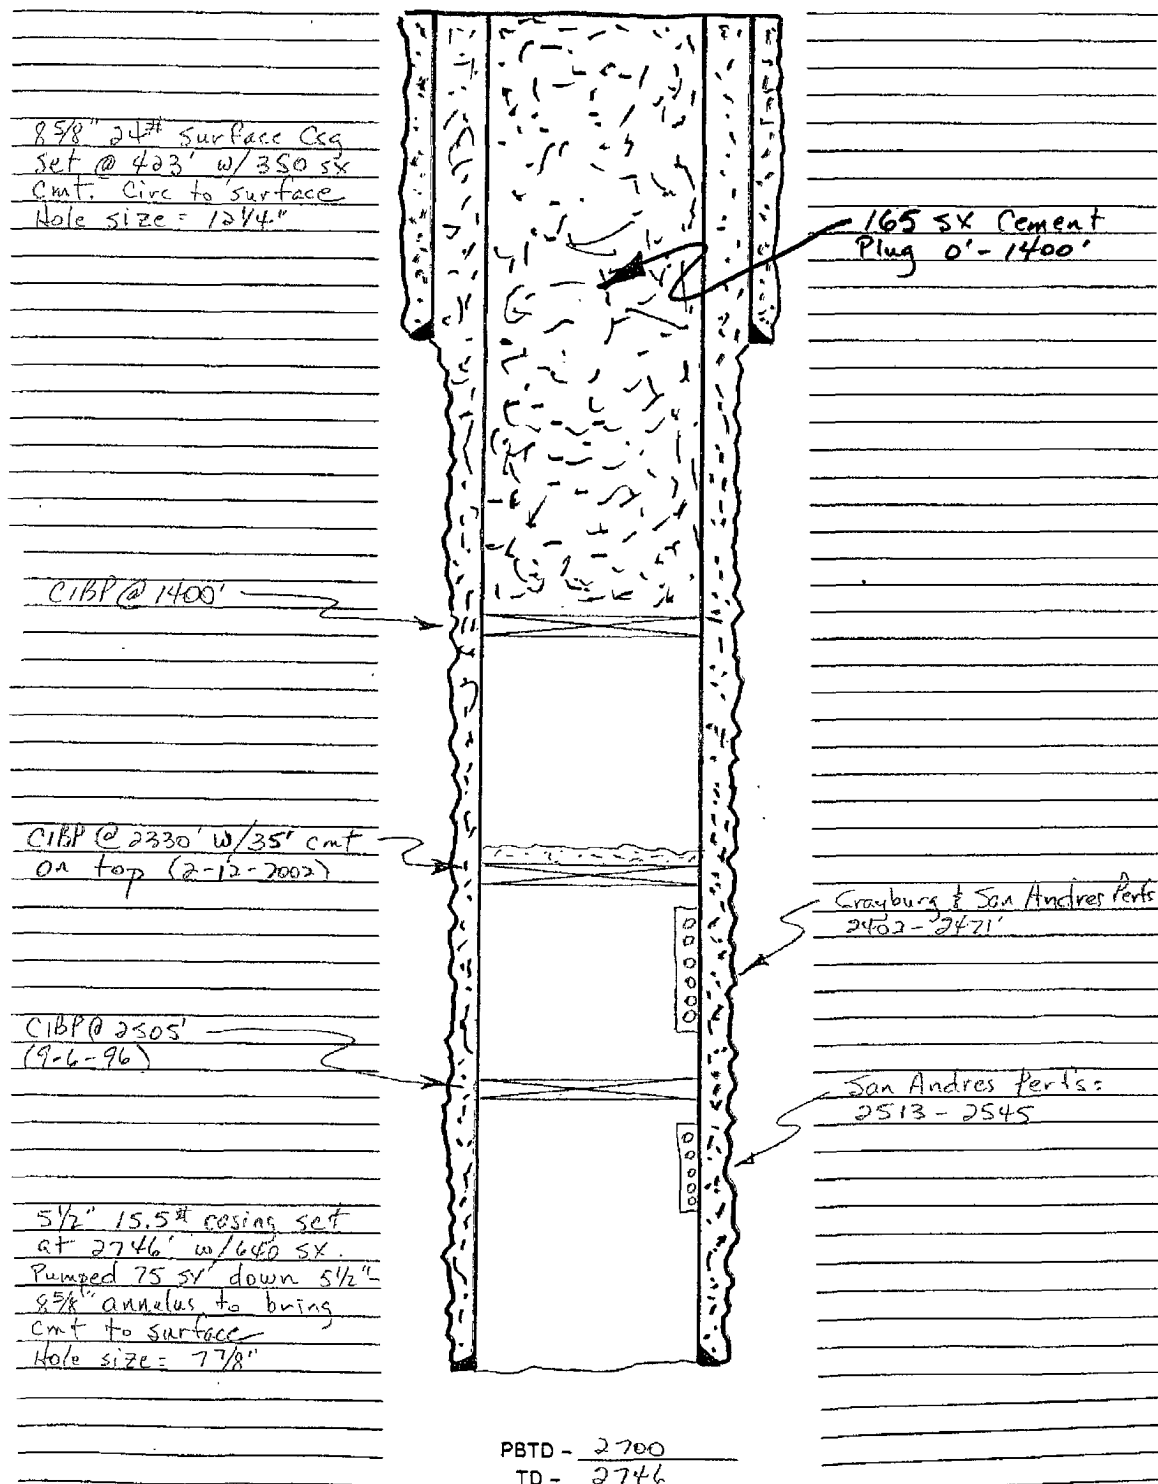 8 5/8" 24# Surface Csg
Set @ 423' w/ 350 sx
Cmt. Circ to surface
Hole size = 12 1/4"
165 SX Cement
Plug 0'-1400'
CIBP @ 1400'
CIBP @ 2330' w/35' cmt
on top (2-12-2002)
Grayburg & San Andres Perfs
2402-2471'
CIBP @ 2505'
(9-6-96)
San Andres Perfs:
2513-2545
5 1/2" 15.5# casing set
at 2746' w/640 sx.
Pumped 75 sx down 5 1/2"-
8 5/8" annulus to bring
cmt to surface
Hole size = 7 7/8"
PBTD - 2700
TD - 2746